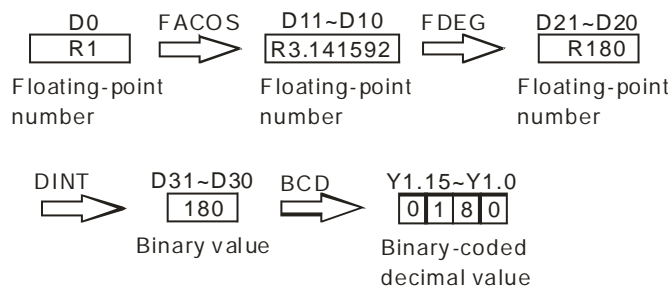 D0 FACOS D11~D10 FDEG D21~D20
R1 R3.141592 R180
Floating-point number Floating-point number Floating-point number
DINT D31~D30 BCD Y1.15~Y1.0
180 0 1 8 0
Binary value Binary-coded decimal value